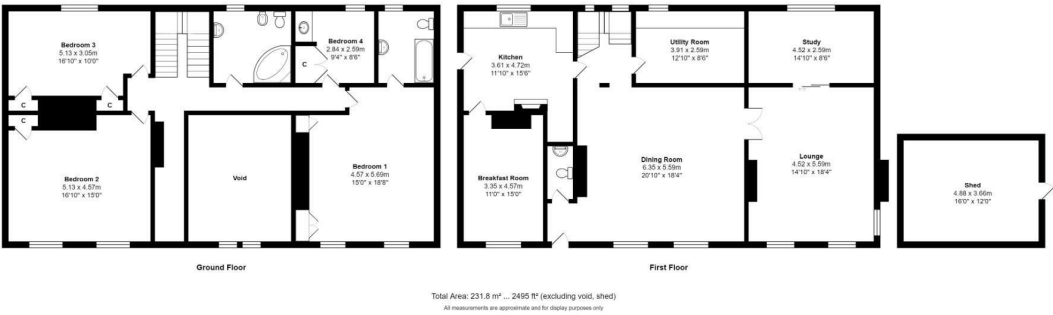 Bedroom 3
5.13 x 3.05m
16'10" x 10'0"
C
C
C
Bedroom 2
5.13 x 4.57m
16'10" x 15'0"
Void
Bedroom 4
2.84 x 2.59m
9'4" x 8'6"
C
Bedroom 1
4.57 x 5.69m
15'0" x 18'8"
Ground Floor
Kitchen
3.61 x 4.72m
11'10" x 15'6"
Utility Room
3.91 x 2.59m
12'10" x 8'6"
Study
4.52 x 2.59m
14'10" x 8'6"
Breakfast Room
3.35 x 4.57m
11'0" x 15'0"
Dining Room
6.35 x 5.59m
20'10" x 18'4"
Lounge
4.52 x 5.59m
14'10" x 18'4"
First Floor
Shed
4.88 x 3.66m
16'0" x 12'0"
Total Area: 231.8 m² ... 2495 ft² (excluding void, shed)
All measurements are approximate and for display purposes only